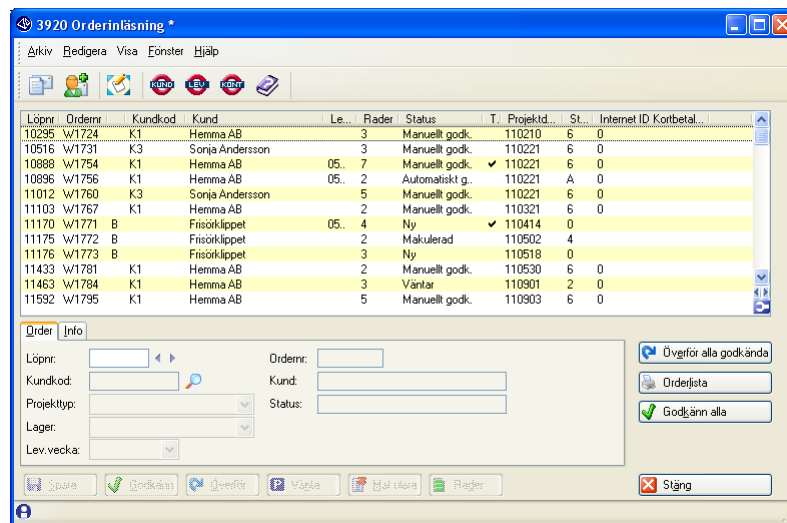 3920 Orderinläsning *
Arkiv Redigera Visa Fönster Hjälp
KUND LEV KONT
Löpnr Ordernr Kundkod Kund Le... Rader Status T. Projektd... St... Internet ID Kortbetal...
10295 W1724 K1 Hemma AB 3 Manuellt godk. 110210 6 0
10516 W1731 K3 Sonja Andersson 3 Manuellt godk. 110221 6 0
10888 W1754 K1 Hemma AB 05.. 7 Manuellt godk. ✔ 110221 6 0
10896 W1756 K1 Hemma AB 05.. 2 Automatiskt g.. 110221 A 0
11012 W1760 K3 Sonja Andersson 5 Manuellt godk. 110221 6 0
11103 W1767 K1 Hemma AB 2 Manuellt godk. 110321 6 0
11170 W1771 B Frisörklippet 05.. 4 Ny ✔ 110414 0
11175 W1772 B Frisörklippet 2 Makulerad 110502 4
11176 W1773 B Frisörklippet 3 Ny 110518 0
11433 W1781 K1 Hemma AB 2 Manuellt godk. 110530 6 0
11463 W1784 K1 Hemma AB 3 Väntar 110901 2 0
11592 W1795 K1 Hemma AB 5 Manuellt godk. 110903 6 0
Order Info
Löpnr: Ordernr:
Kundkod: Kund:
Projekttyp: Status:
Lager:
Lev.vecka:
Överför alla godkända
Orderlista
Godkänn alla
Spara Godkänn Överför Vänta Makulera Rader Stäng